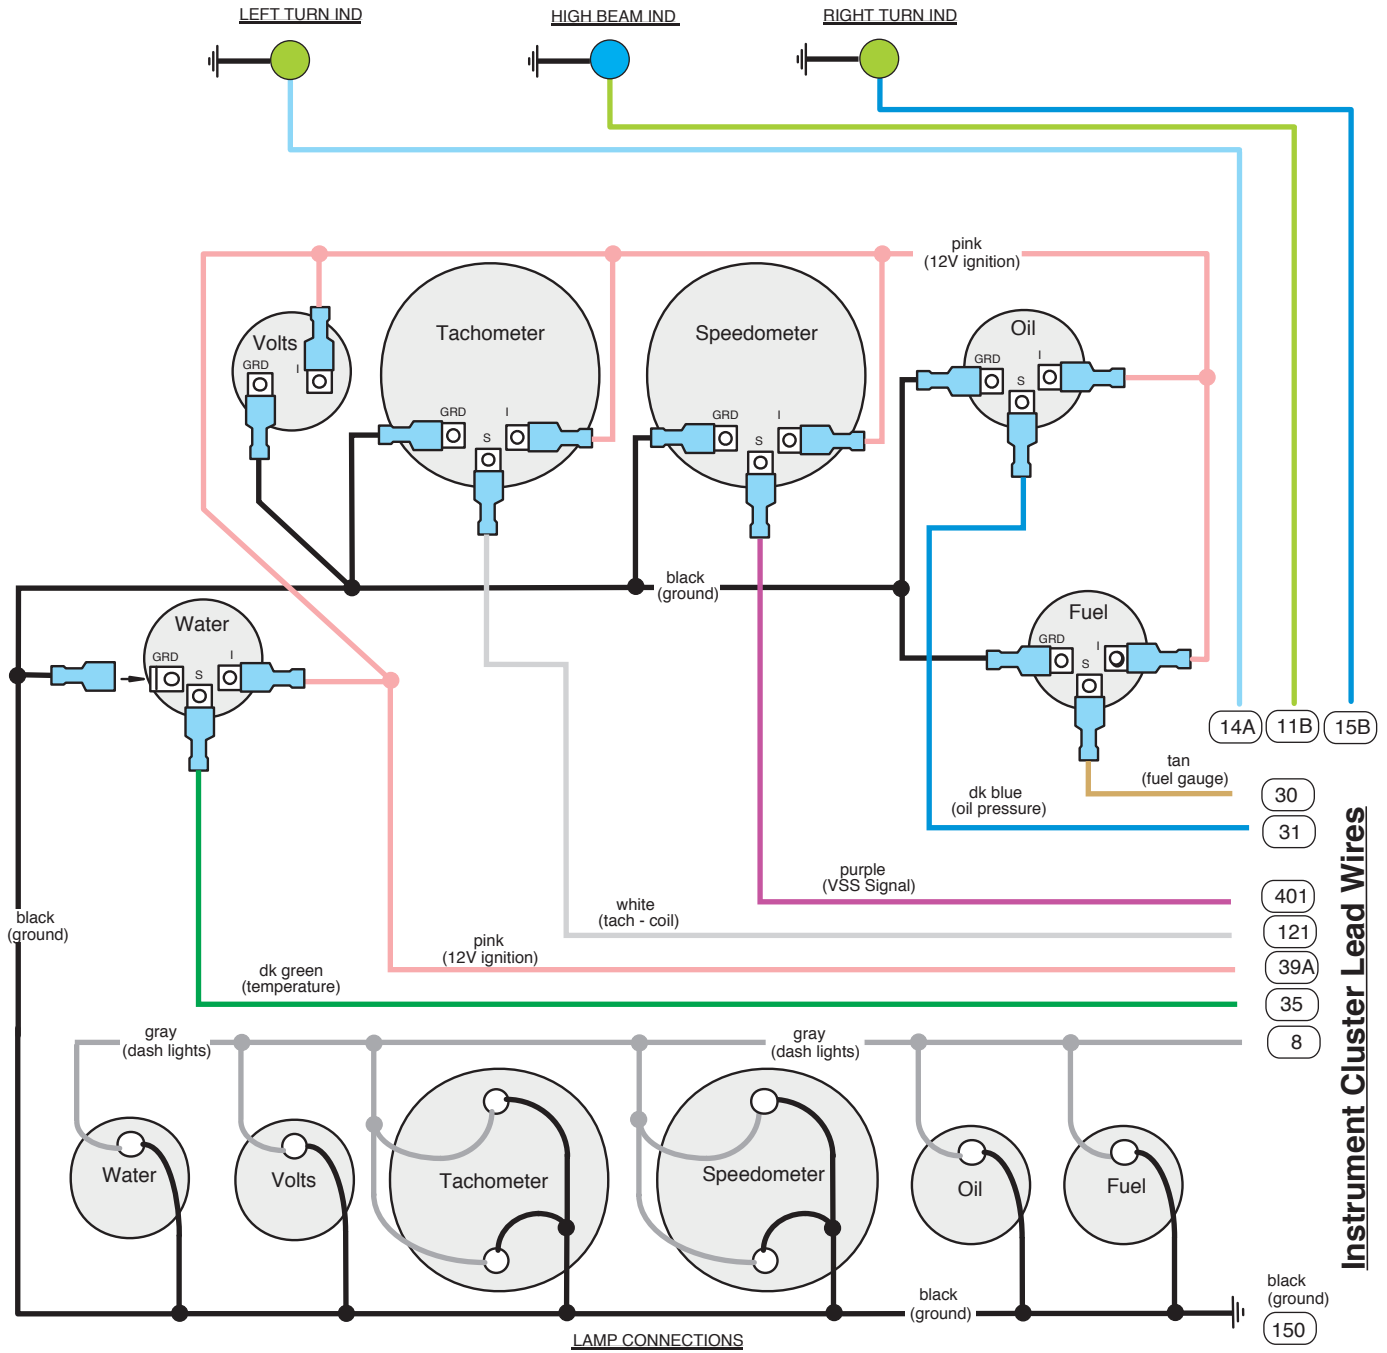 LEFT TURN IND
HIGH BEAM IND
RIGHT TURN IND
pink
(12V ignition)
Volts
GRD
I
Tachometer
GRD
S
I
Speedometer
GRD
S
I
Oil
GRD
S
I
black
(ground)
Water
GRD
S
I
Fuel
GRD
S
I
14A
11B
15B
tan
(fuel gauge)
30
dk blue
(oil pressure)
31
purple
(VSS Signal)
401
white
(tach - coil)
121
pink
(12V ignition)
39A
dk green
(temperature)
35
black
(ground)
gray
(dash lights)
gray
(dash lights)
8
Instrument Cluster Lead Wires
Water
Volts
Tachometer
Speedometer
Oil
Fuel
black
(ground)
black
(ground)
150
LAMP CONNECTIONS